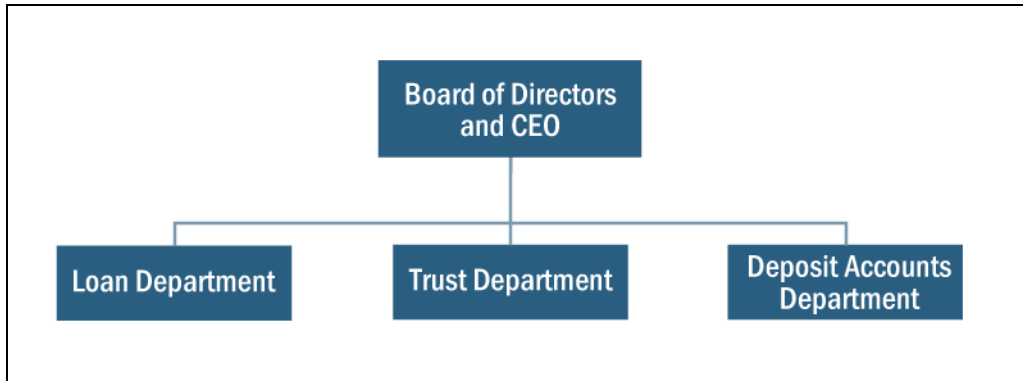 Board of Directors
and CEO
Loan Department
Trust Department
Deposit Accounts
Department